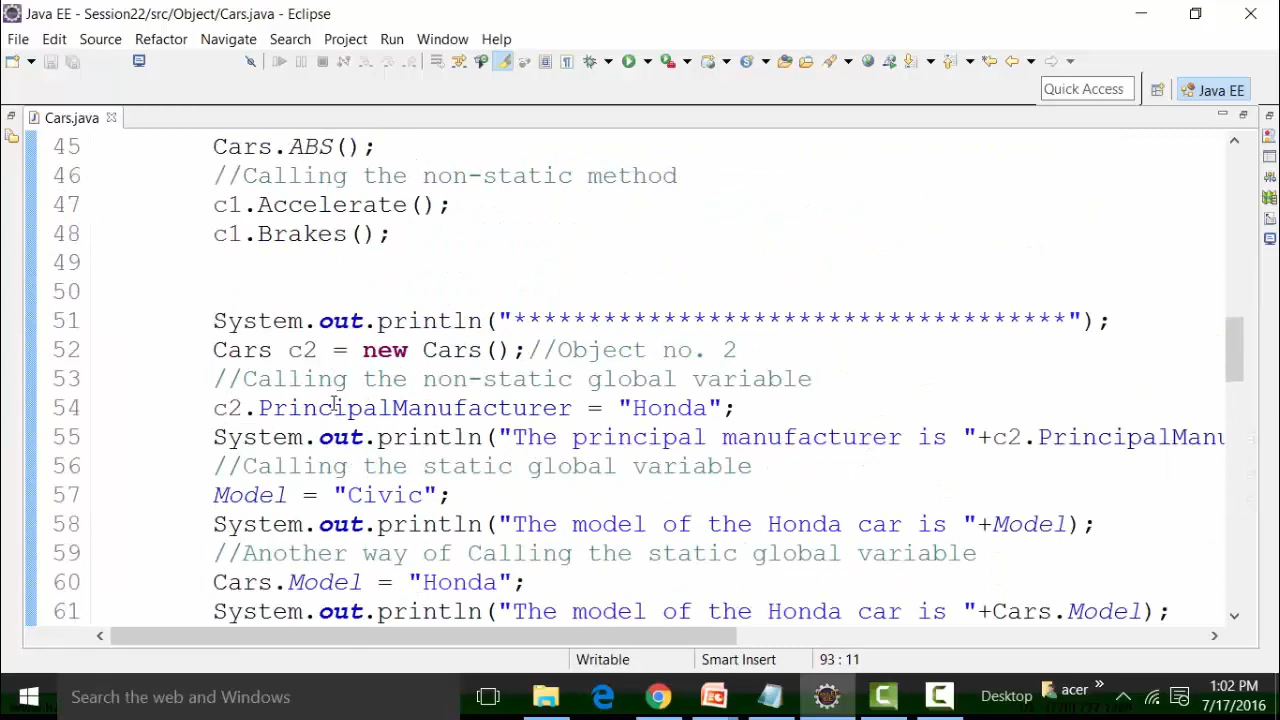 Java EE - Session22/src/Object/Cars.java - Eclipse
File Edit Source Refactor Navigate Search Project Run Window Help
Quick Access
Java EE
Cars.java
45 Cars.ABS();
46 //Calling the non-static method
47 c1.Accelerate();
48 c1.Brakes();
49
50
51 System.out.println("*************************************");
52 Cars c2 = new Cars();//Object no. 2
53 //Calling the non-static global variable
54 c2.PrincipalManufacturer = "Honda";
55 System.out.println("The principal manufacturer is "+c2.PrincipalManu
56 //Calling the static global variable
57 Model = "Civic";
58 System.out.println("The model of the Honda car is "+Model);
59 //Another way of Calling the static global variable
60 Cars.Model = "Honda";
61 System.out.println("The model of the Honda car is "+Cars.Model);
Writable Smart Insert 93 : 11
Search the web and Windows
Desktop
acer
1:02 PM
7/17/2016